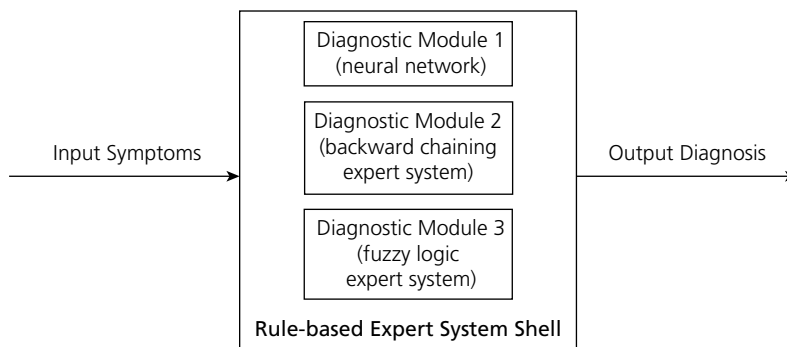 Diagnostic Module 1
(neural network)
Input Symptoms
Diagnostic Module 2
(backward chaining
expert system)
Output Diagnosis
Diagnostic Module 3
(fuzzy logic
expert system)
Rule-based Expert System Shell